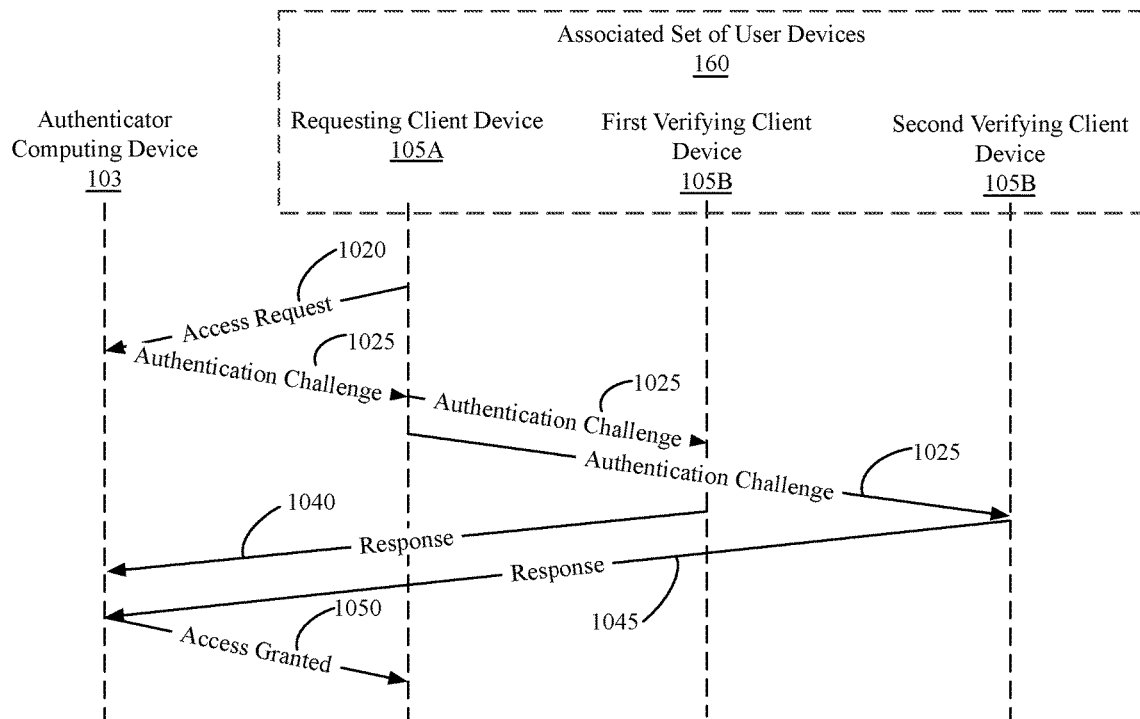 Associated Set of User Devices
160
Authenticator
Computing Device
103
Requesting Client Device
105A
First Verifying Client
Device
105B
Second Verifying Client
Device
105B
1020
Access Request
1025
Authentication Challenge
1025
Authentication Challenge
1025
Authentication Challenge
1040
Response
Response
1045
1050
Access Granted